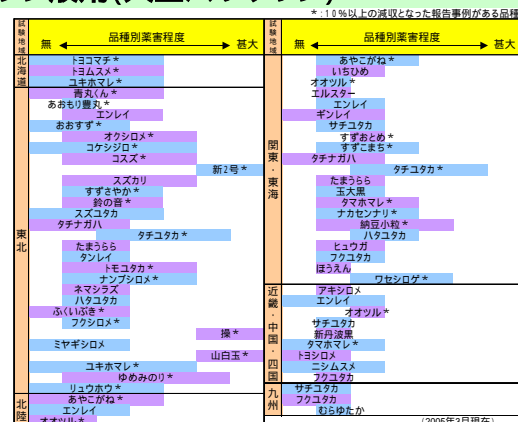 *:10%以上の減収となった報告事例がある品種
試験地域
無 品種別薬害程度 甚大
北海道
トヨコマチ*
トヨムスメ*
ユキホマレ*
東北
青丸くん*
あおもり豊丸*
エンレイ
おおすず*
オクシロメ*
コケシジロ*
コスズ*
新2号*
スズカリ
すずさやか*
鈴の音*
スズユタカ
タチナガハ
タチユタカ*
たまうらら
タンレイ
トモユタカ*
ナンブシロメ*
ネマシラズ
ハタユタカ
ふくいぶき*
フクシロメ*
操*
ミヤギシロメ
山白玉*
ユキホマレ*
ゆめみのり*
リュウホウ*
北陸
あやこがね*
エンレイ
オオツル*
試験地域
無 品種別薬害程度 甚大
関東・東海
あやこがね*
いちひめ
オオツル*
エルスター
エンレイ
ギンレイ
サチユタカ
すずおとめ*
すずこまち*
タチナガハ
タチユタカ*
たまうらら
玉大黒
タマホマレ*
ナカセンナリ*
納豆小粒*
ハタユタカ
ヒュウガ
フクユタカ
ほうえん
ワセシロゲ*
近畿・中国・四国
アキシロメ
エンレイ
オオツル*
サチユタカ
新丹波黒
タマホマレ*
トヨシロメ
ニシムスメ
フクユタカ
九州
サチユタカ
フクユタカ
むらゆたか
(2005年3月現在)